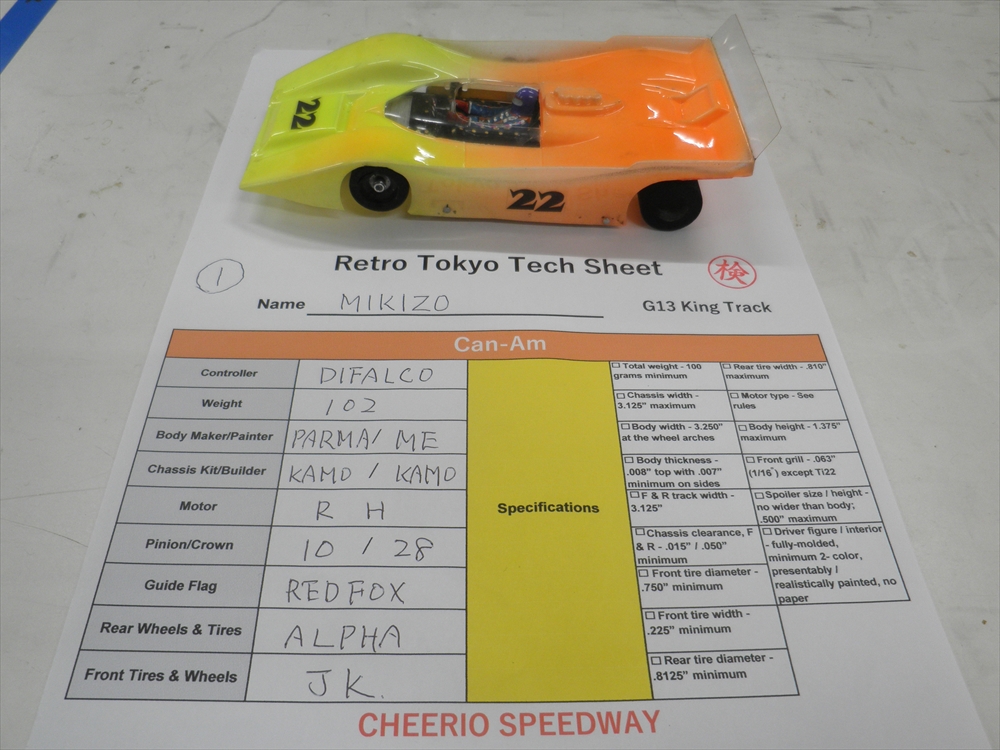 22
22
Retro Tokyo Tech Sheet
検
1
Name MIKIZO
G13 King Track
Can-Am
Controller DIFALCO
Weight 102
Body Maker/Painter PARMA/ ME
Chassis Kit/Builder KAMO / KAMO
Motor R H
Pinion/Crown 10 / 28
Guide Flag REDFOX
Rear Wheels & Tires ALPHA
Front Tires & Wheels JK.
Specifications
Total weight - 100
grams minimum
Chassis width -
3.125" maximum
Body width - 3.250"
at the wheel arches
Body thickness -
.008" top with .007"
minimum on sides
F & R track width -
3.125"
Chassis clearance, F
& R - .015" / .050"
minimum
Front tire diameter -
.750" minimum
Front tire width -
.225" minimum
Rear tire diameter -
.8125" minimum
Rear tire width - .810"
maximum
Motor type - See
rules
Body height - 1.375"
maximum
Front grill - .063"
(1/16") except Ti22
Spoiler size / height -
no wider than body;
.500" maximum
Driver figure / interior
- fully-molded,
minimum 2- color,
presentably /
realistically painted, no
paper
CHEERIO SPEEDWAY